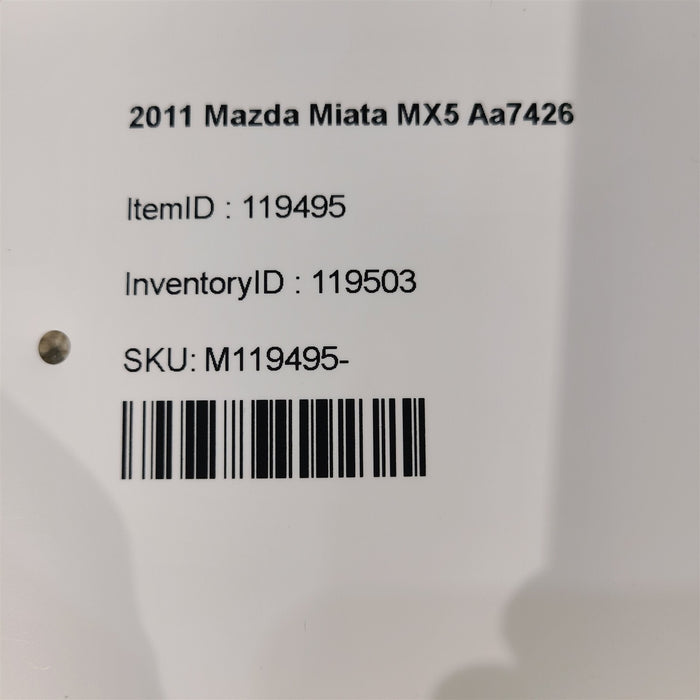 2011 Mazda Miata MX5 Aa7426
ItemID : 119495
InventoryID : 119503
SKU: M119495-